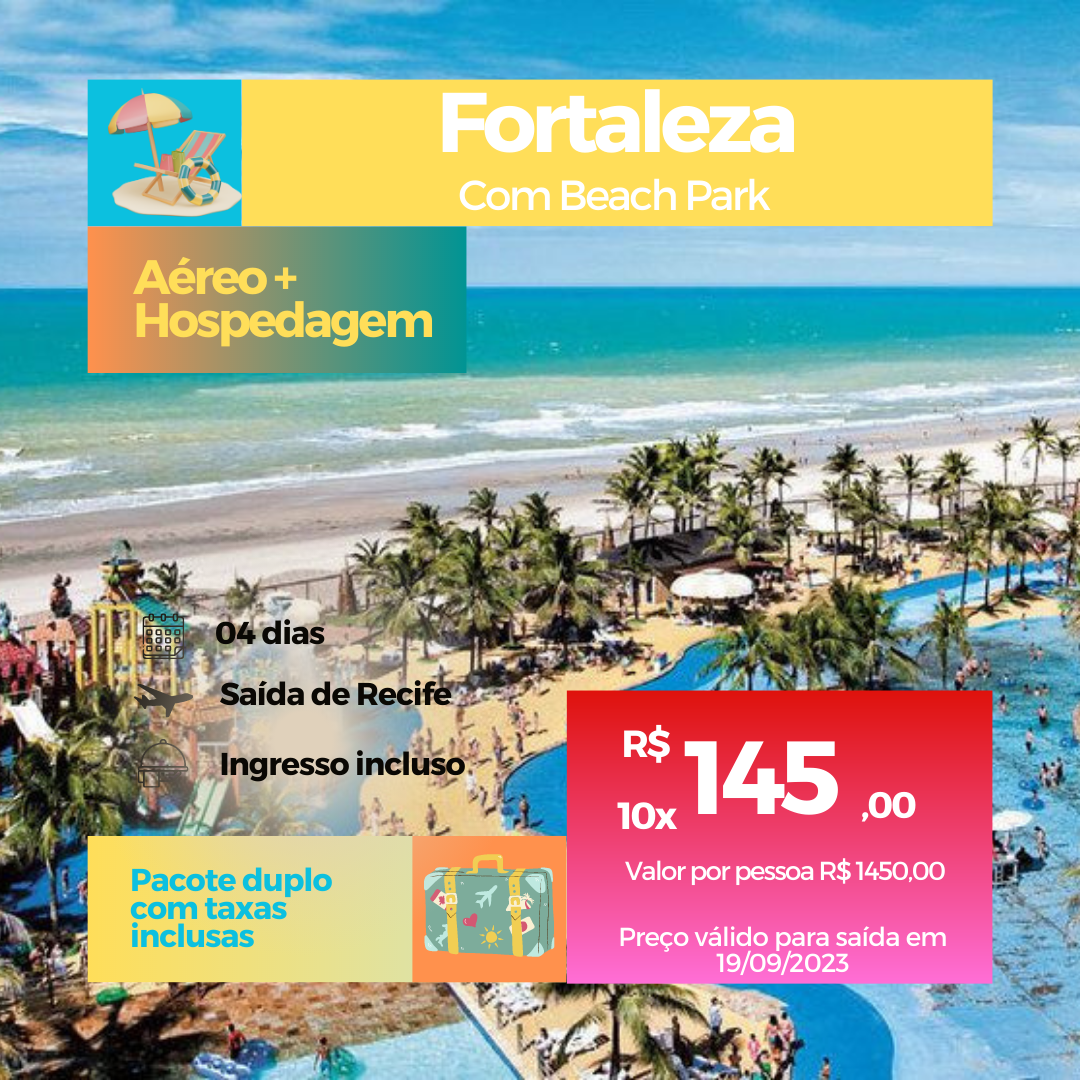 Fortaleza
Com Beach Park
Aéreo +
Hospedagem
04 dias
Saída de Recife
Ingresso incluso
R$
10x
145
,00
Valor por pessoa R$ 1450,00
Preço válido para saída em
19/09/2023
Pacote duplo
com taxas
inclusas